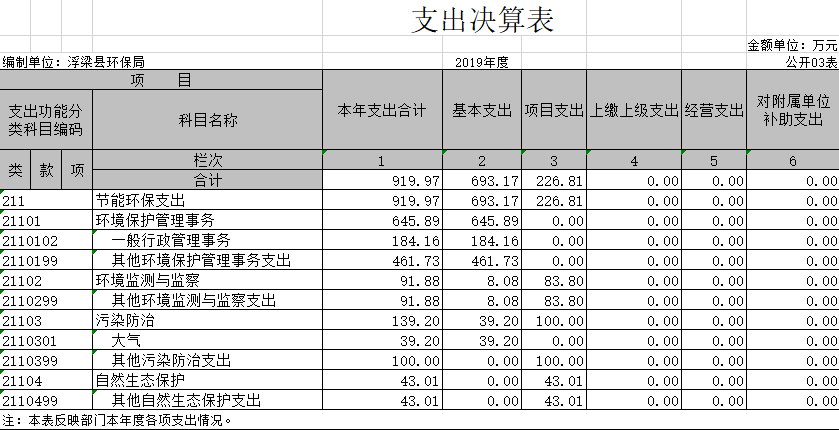 支出决算表
金额单位：万元
编制单位：浮梁县环保局 2019年度 公开03表
项 目 本年支出合计 基本支出 项目支出 上缴上级支出 经营支出 对附属单位补助支出
支出功能分类科目编码 科目名称
类 款 项 栏次 1 2 3 4 5 6
合计 919.97 693.17 226.81 0.00 0.00 0.00
211 节能环保支出 919.97 693.17 226.81 0.00 0.00 0.00
21101 环境保护管理事务 645.89 645.89 0.00 0.00 0.00 0.00
2110102 一般行政管理事务 184.16 184.16 0.00 0.00 0.00 0.00
2110199 其他环境保护管理事务支出 461.73 461.73 0.00 0.00 0.00 0.00
21102 环境监测与监察 91.88 8.08 83.80 0.00 0.00 0.00
2110299 其他环境监测与监察支出 91.88 8.08 83.80 0.00 0.00 0.00
21103 污染防治 139.20 39.20 100.00 0.00 0.00 0.00
2110301 大气 39.20 39.20 0.00 0.00 0.00 0.00
2110399 其他污染防治支出 100.00 0.00 100.00 0.00 0.00 0.00
21104 自然生态保护 43.01 0.00 43.01 0.00 0.00 0.00
2110499 其他自然生态保护支出 43.01 0.00 43.01 0.00 0.00 0.00
注：本表反映部门本年度各项支出情况。